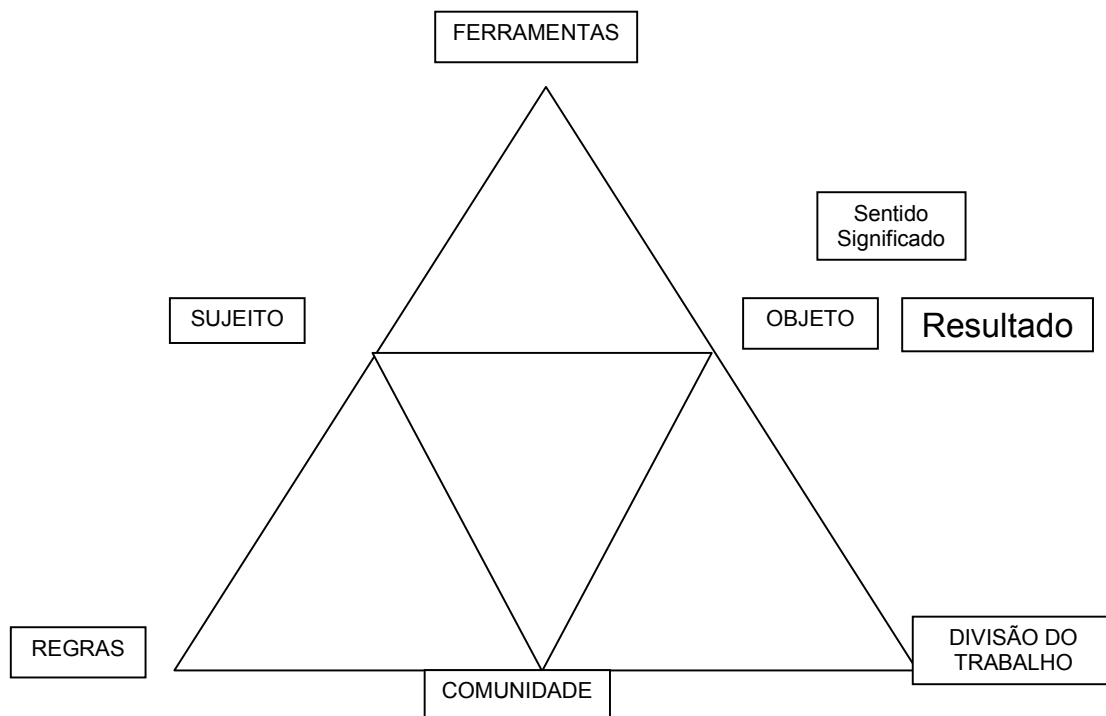 FERRAMENTAS
Sentido
Significado
SUJEITO
OBJETO
Resultado
REGRAS
COMUNIDADE
DIVISÃO DO
TRABALHO